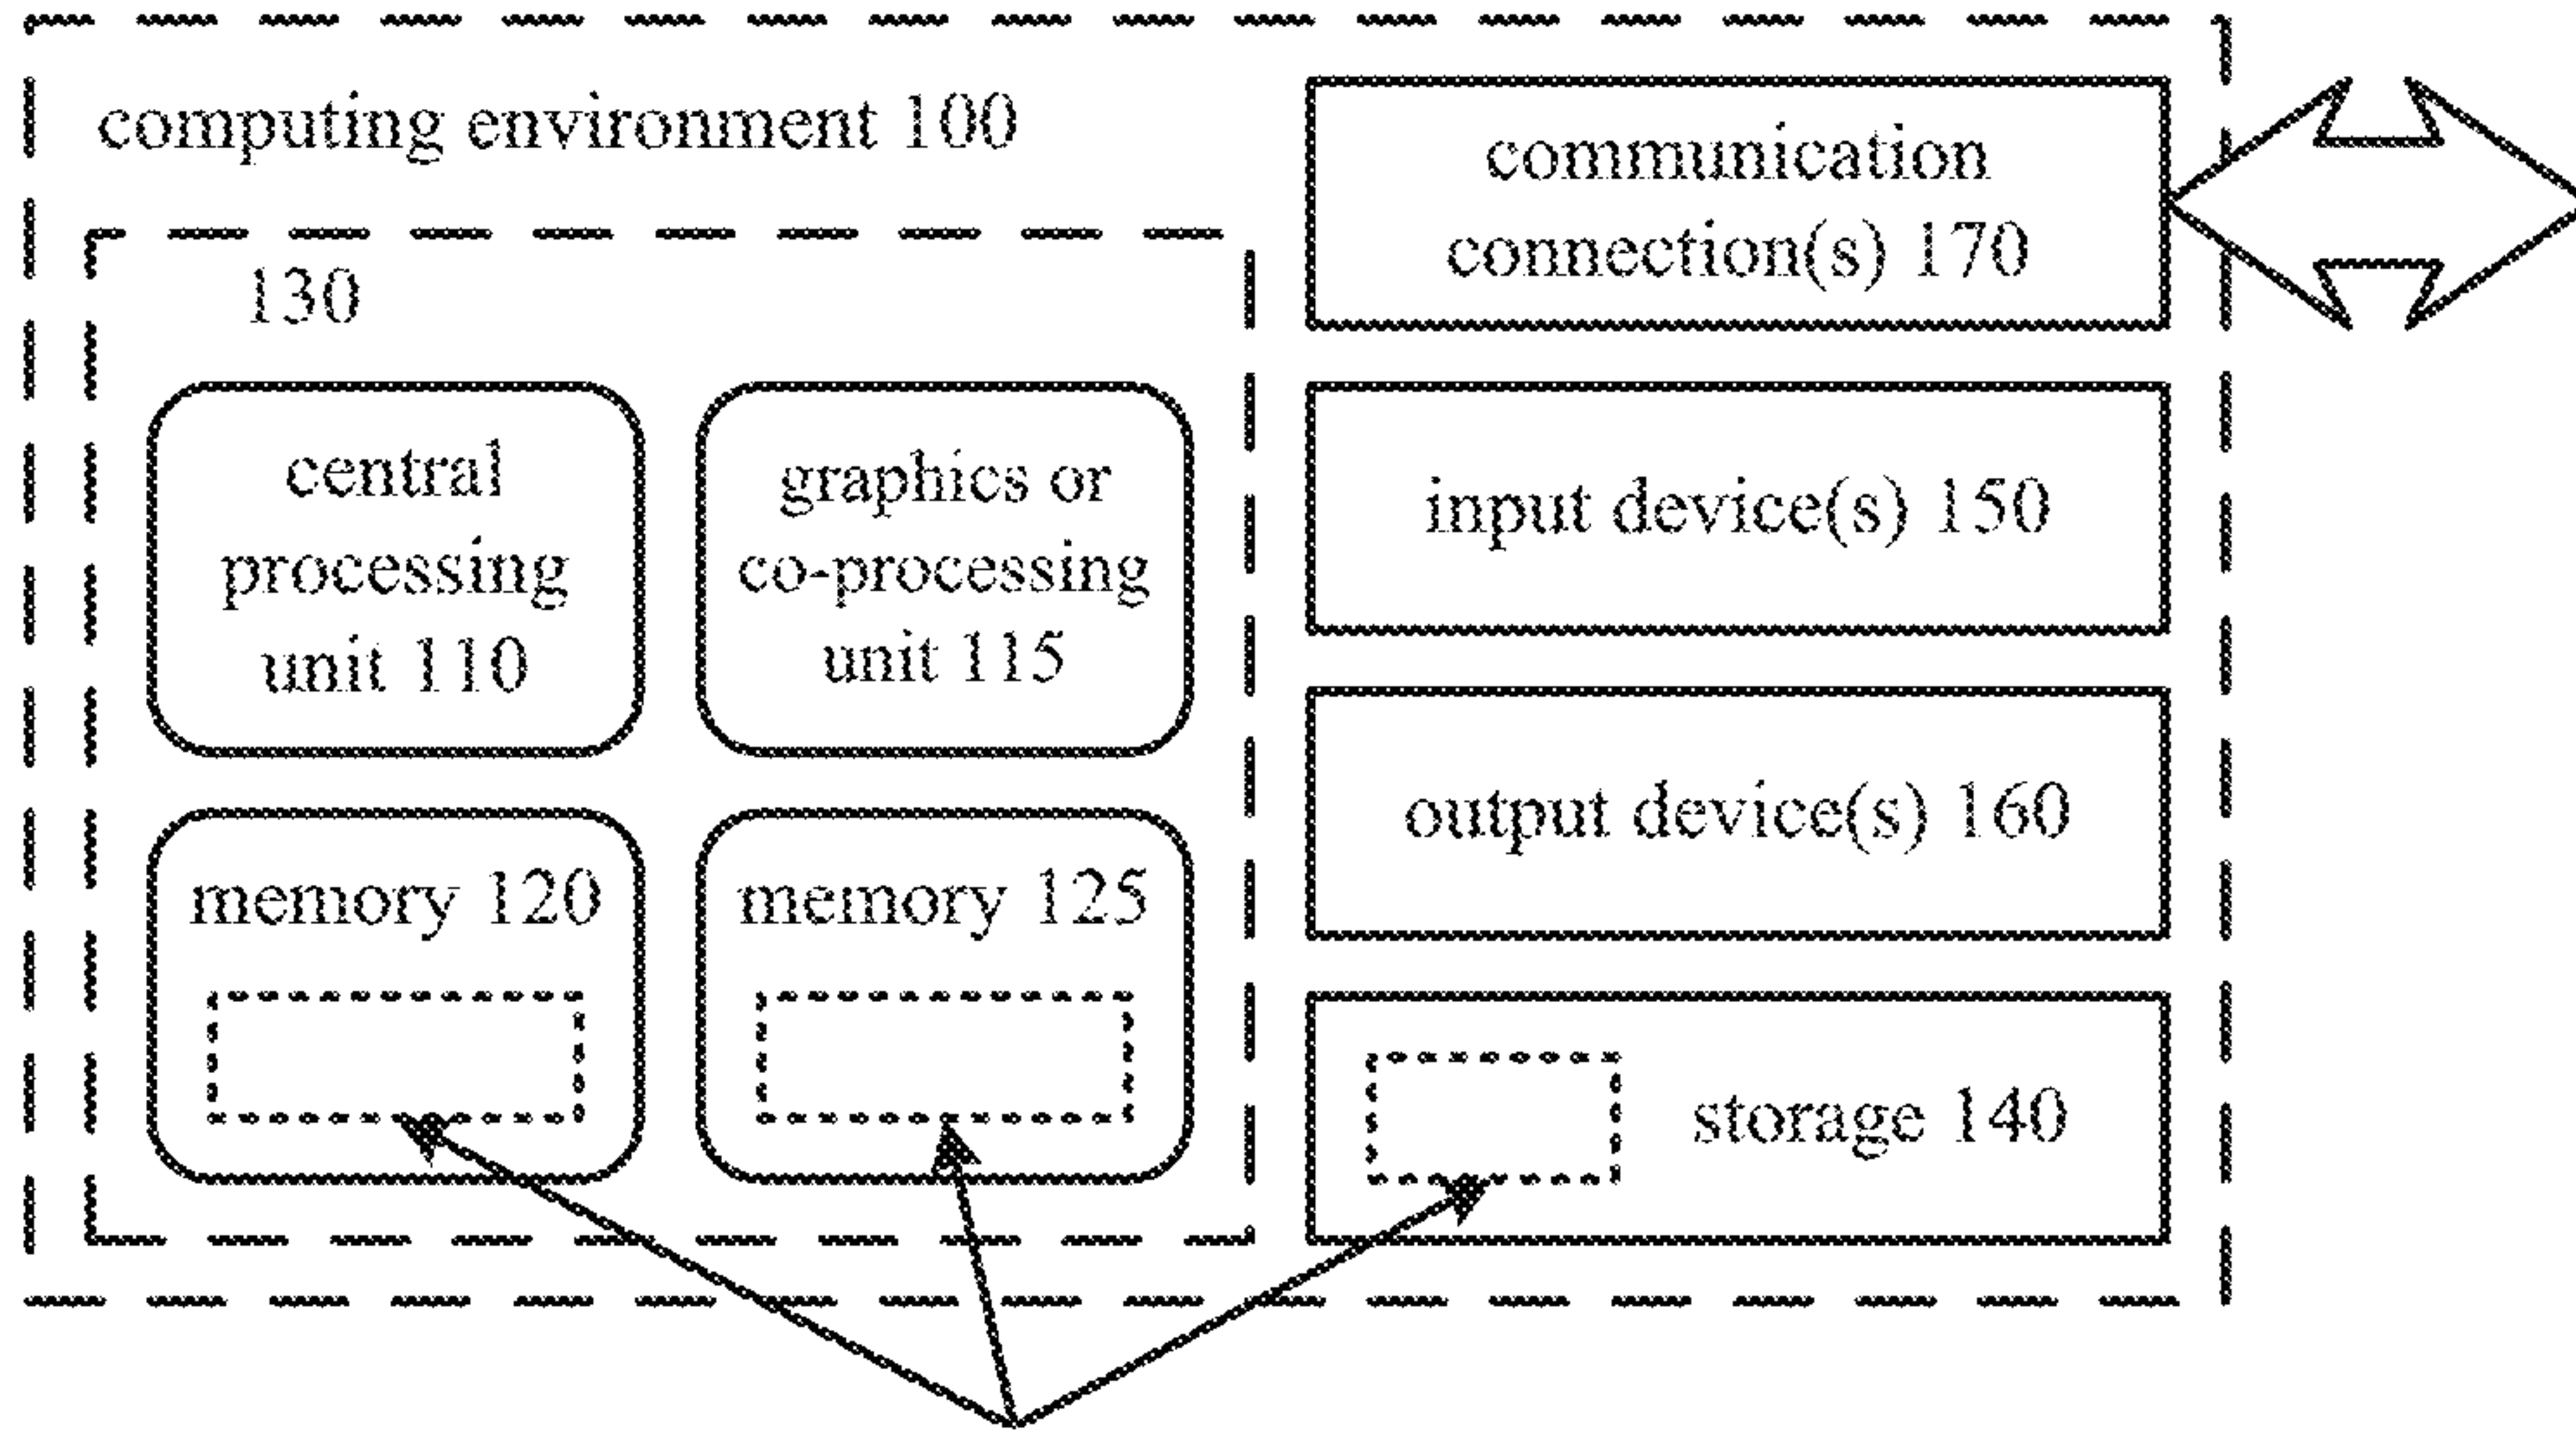 computing environment 100
130
central
processing
unit 110
graphics or
co-processing
unit 115
memory 120
memory 125
communication
connection(s) 170
input device(s) 150
output device(s) 160
storage 140